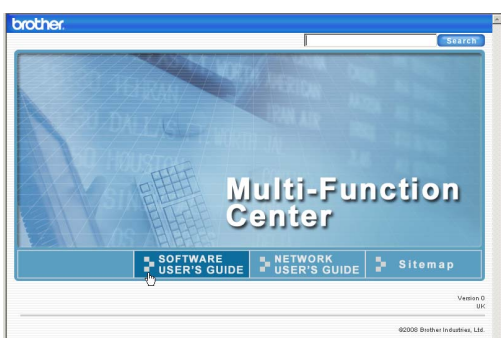 brother.
Search
Multi-Function
Center
SOFTWARE
USER'S GUIDE
NETWORK
USER'S GUIDE
Sitemap
Version 0
UK
©2008 Brother Industries, Ltd.